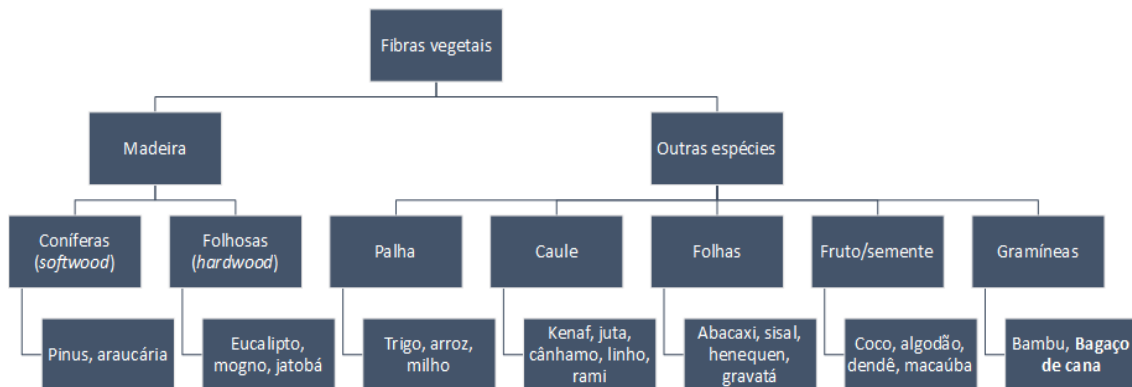 Fibras vegetais
Madeira
Outras espécies
Coníferas
(softwood)
Folhosas
(hardwood)
Palha
Caule
Folhas
Fruto/semente
Gramíneas
Pinus, araucária
Eucalipto,
mogno, jatobá
Trigo, arroz,
milho
Kenaf, juta,
cânhamo, linho,
rami
Abacaxi, sisal,
henequen,
gravatá
Coco, algodão,
dendê, macaúba
Bambu, Bagaço
de cana